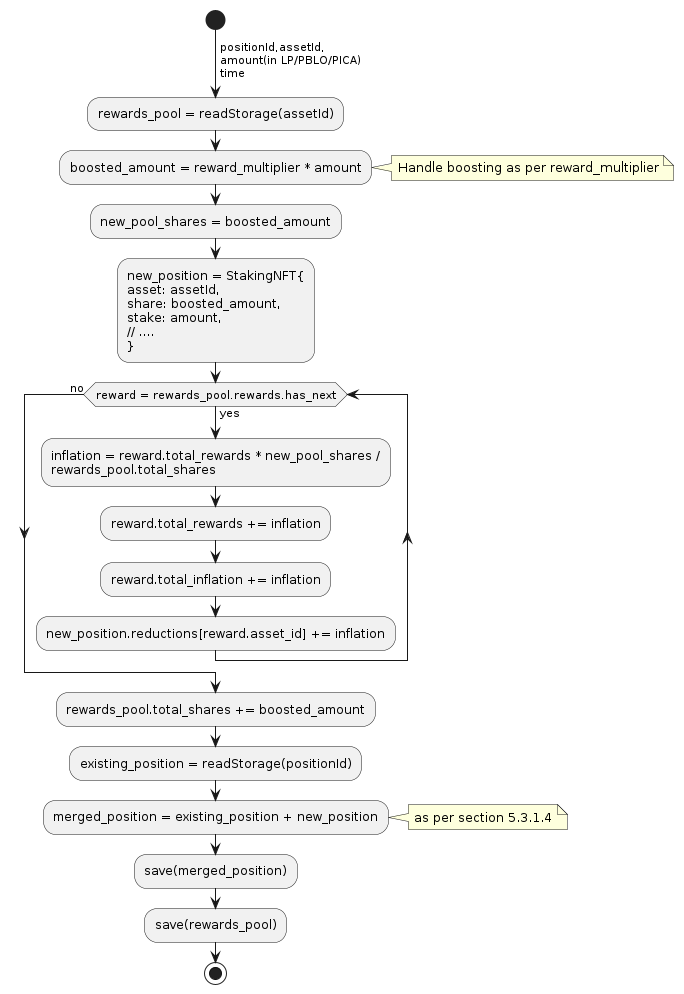 positionId, assetId,
amount(in LP/PBLO/PICA)
time
rewards_pool = readStorage(assetId)
boosted_amount = reward_multiplier * amount
Handle boosting as per reward_multiplier
new_pool_shares = boosted_amount
new_position = StakingNFT{
asset: assetId,
share: boosted_amount,
stake: amount,
// ....
}
no
reward = rewards_pool.rewards.has_next
yes
inflation = reward.total_rewards * new_pool_shares /
rewards_pool.total_shares
reward.total_rewards += inflation
reward.total_inflation += inflation
new_position.reductions[reward.asset_id] += inflation
rewards_pool.total_shares += boosted_amount
existing_position = readStorage(positionId)
merged_position = existing_position + new_position
as per section 5.3.1.4
save(merged_position)
save(rewards_pool)